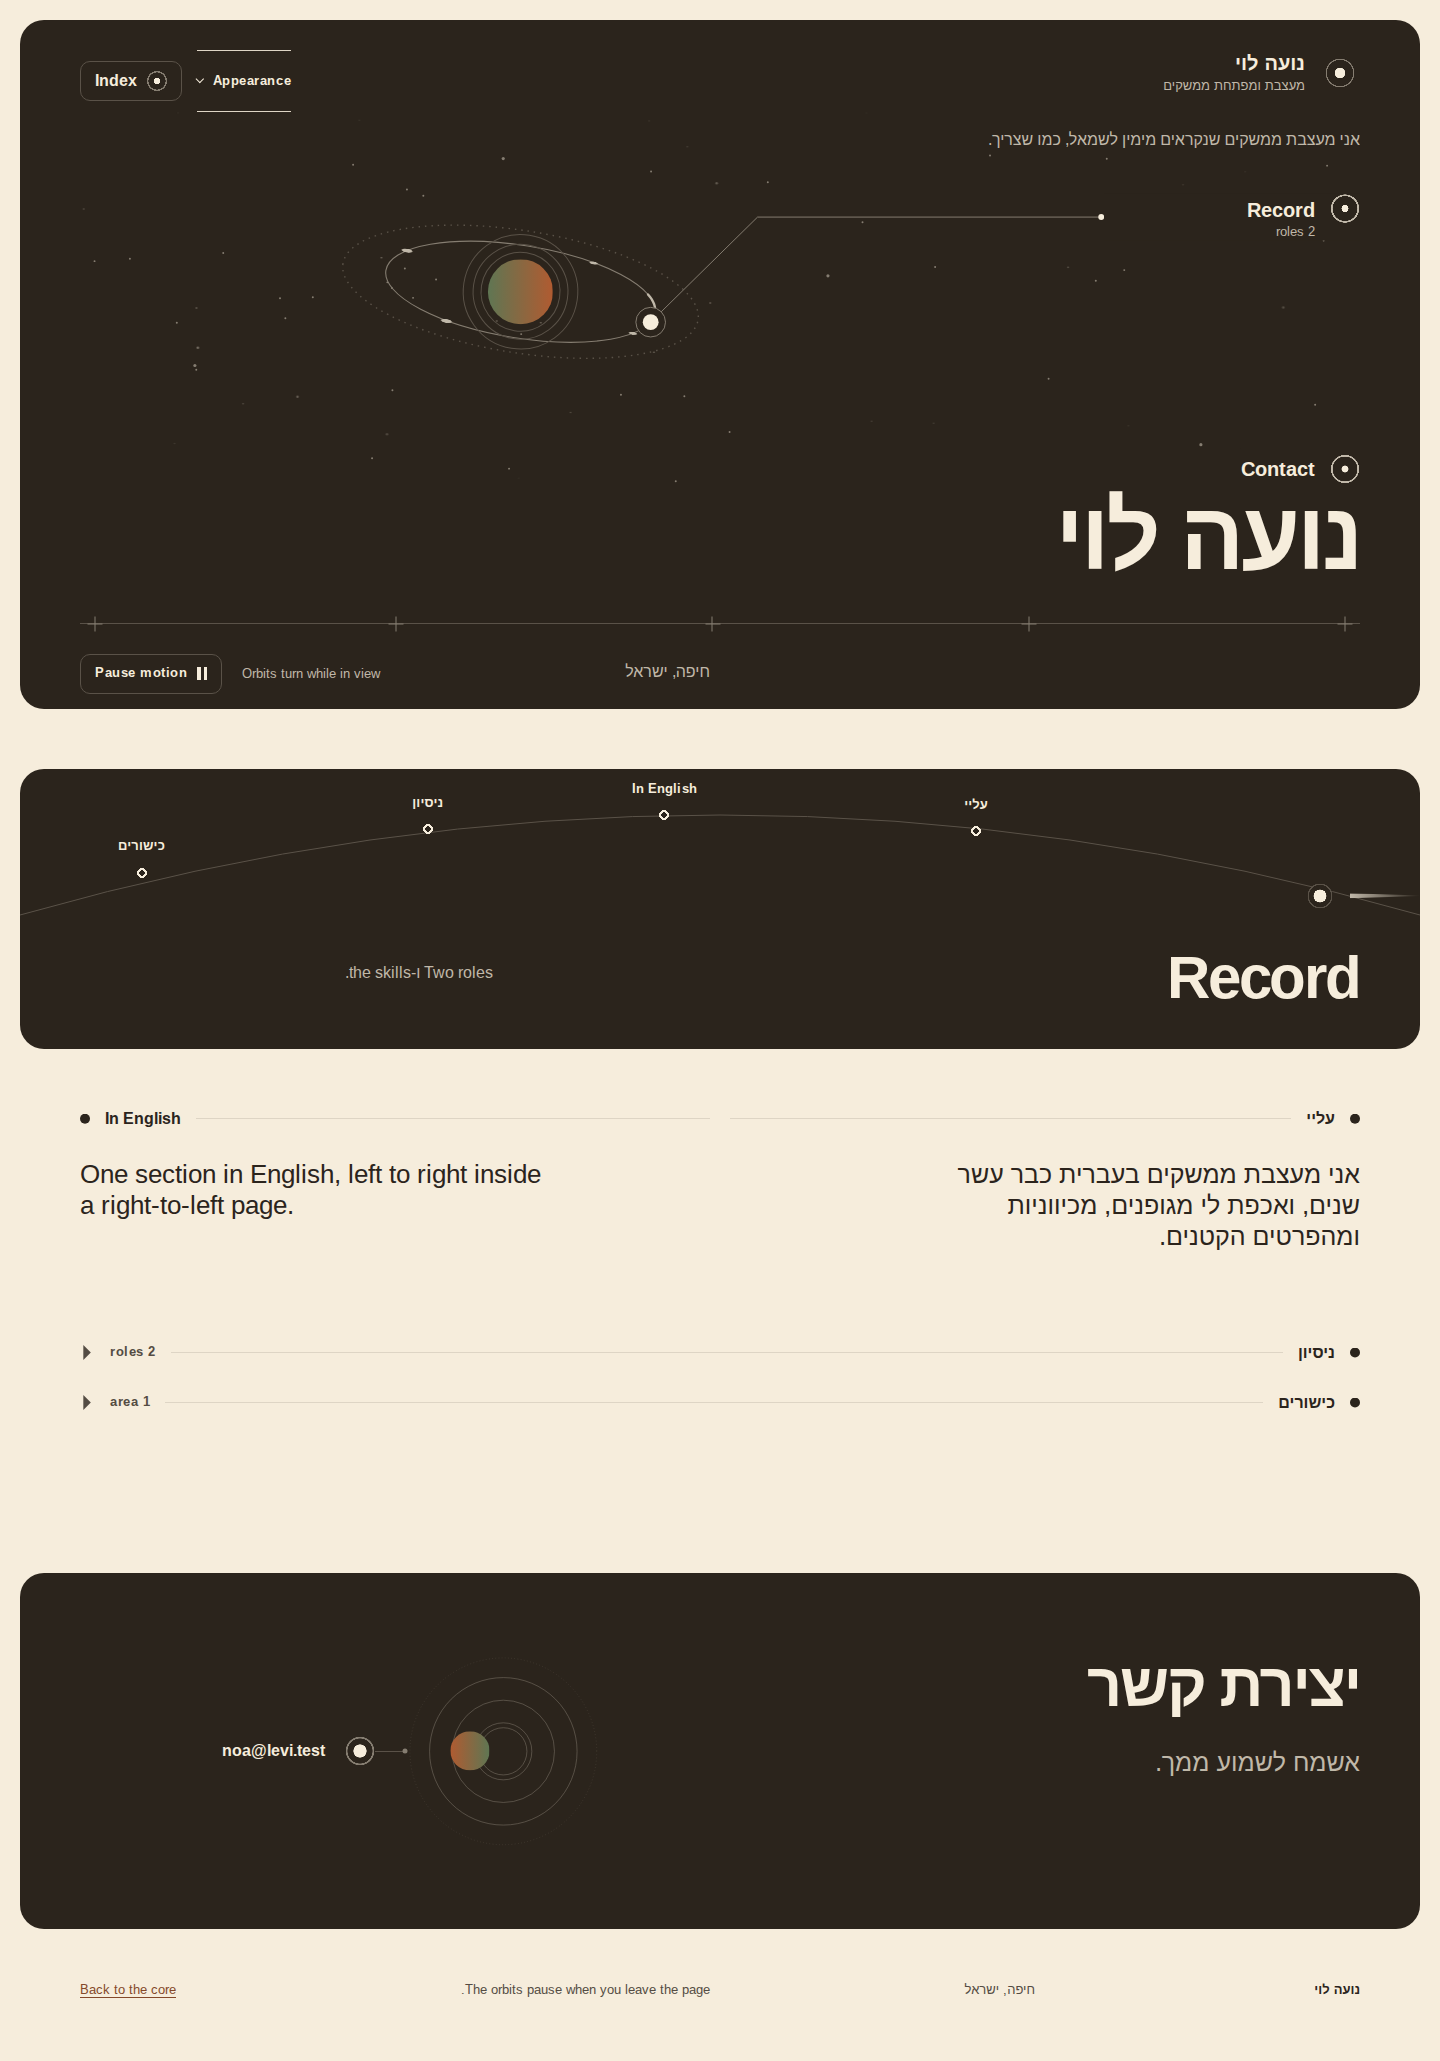 נועה לוי
מעצבת ומפתחת ממשקים
Appearance
Index
אני מעצבת ממשקים שנקראים מימין לשמאל, כמו שצריך.
Record
2 roles
Contact
נועה לוי
חיפה, ישראל
Orbits turn while in view
Pause motion
עליי
In English
ניסיון
כישורים
Record
Two roles ו-the skills.
עליי
אני מעצבת ממשקים בעברית כבר עשר
שנים, ואכפת לי מגופנים, מכיווניות
ומהפרטים הקטנים.
In English
One section in English, left to right inside
a right-to-left page.
ניסיון
2 roles
כישורים
1 area
יצירת קשר
אשמח לשמוע ממך.
noa@levi.test
נועה לוי
חיפה, ישראל
The orbits pause when you leave the page.
Back to the core